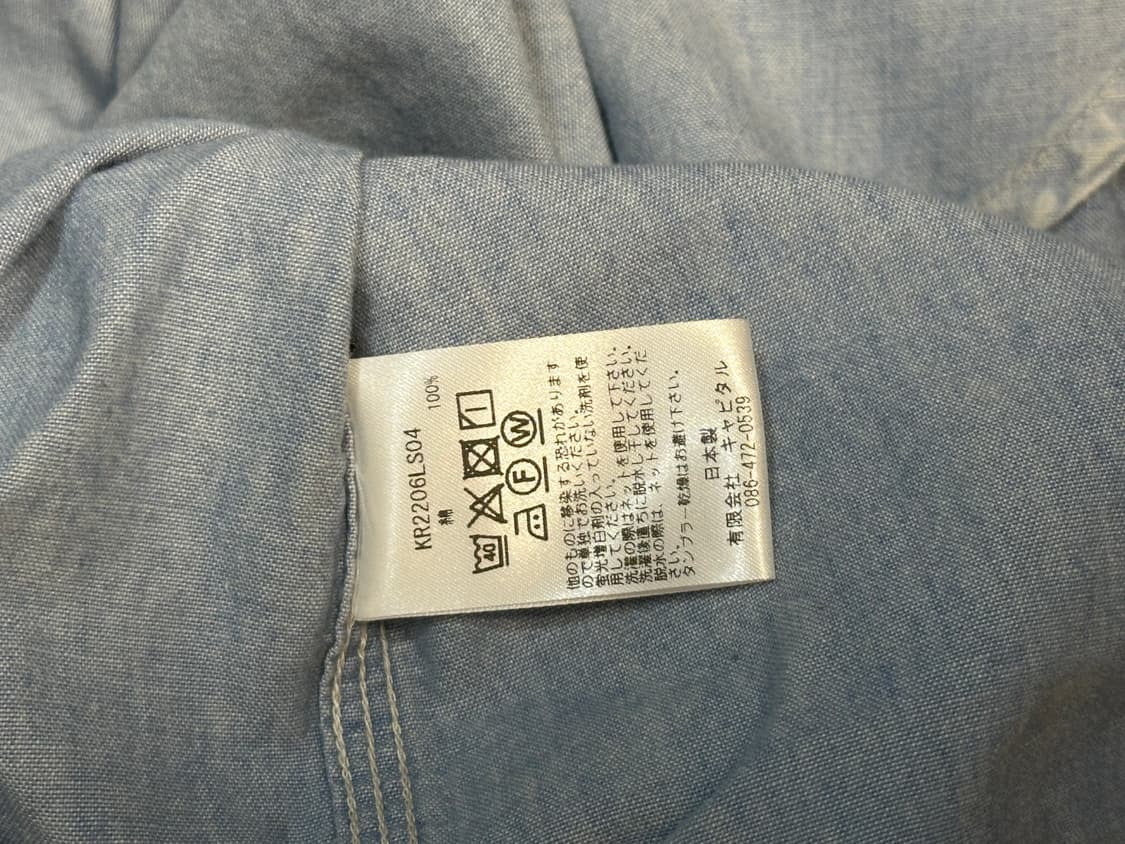 KR2206LS04
綿 100%
40
F W
他のものに移染する恐れがあります
ので単独でお洗いください。
蛍光増白剤の入っていない洗剤を使
用してください。
洗濯の際はネットを使用して下さい。
洗濯後直ちに脱水し干してください。
脱水の際は、ネットを使用してくだ
さい。
タンブラー乾燥はお避け下さい。
日本製
有限会社 キャピタル
086-472-0539